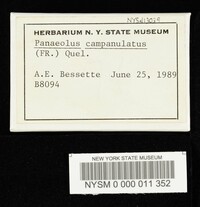 HERBARIUM N. Y. STATE MUSEUM
Panaeolus campanulatus
(FR.) Quel.
A.E. Bessette June 25, 1989
B8094
NEW YORK STATE MUSEUM
NYSM 0 000 011 352